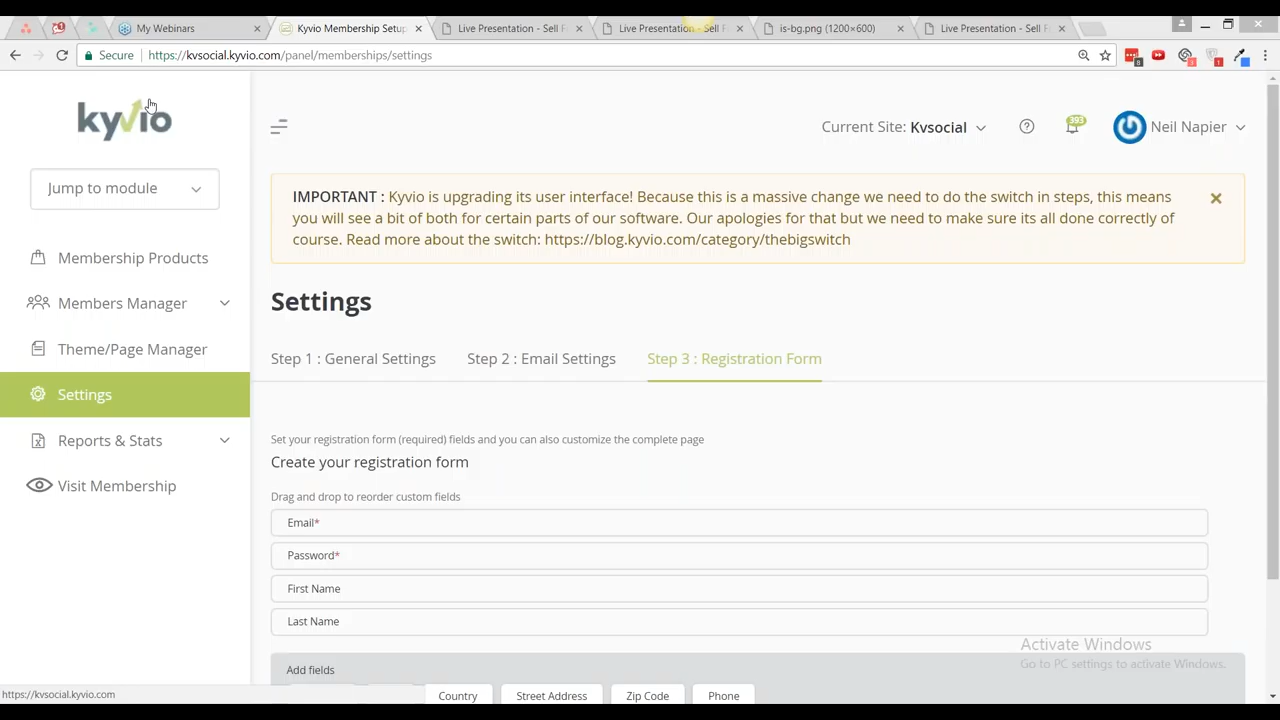 My Webinars
Kyvio Membership Setup
Live Presentation - Sell F
Live Presentation - Sell F
is-bg.png (1200×600)
Live Presentation - Sell F
Secure
https://kvsocial.kyvio.com/panel/memberships/settings
8
3
1
kyvio
Current Site: Kvsocial
393
Neil Napier
Jump to module
IMPORTANT : Kyvio is upgrading its user interface! Because this is a massive change we need to do the switch in steps, this means
you will see a bit of both for certain parts of our software. Our apologies for that but we need to make sure its all done correctly of
course. Read more about the switch: https://blog.kyvio.com/category/thebigswitch
Membership Products
Members Manager
Theme/Page Manager
Settings
Reports & Stats
Visit Membership
Settings
Step 1 : General Settings
Step 2 : Email Settings
Step 3 : Registration Form
Set your registration form (required) fields and you can also customize the complete page
Create your registration form
Drag and drop to reorder custom fields
Email*
Password*
First Name
Last Name
Activate Windows
Go to PC settings to activate Windows.
Add fields
Country
Street Address
Zip Code
Phone
https://kvsocial.kyvio.com